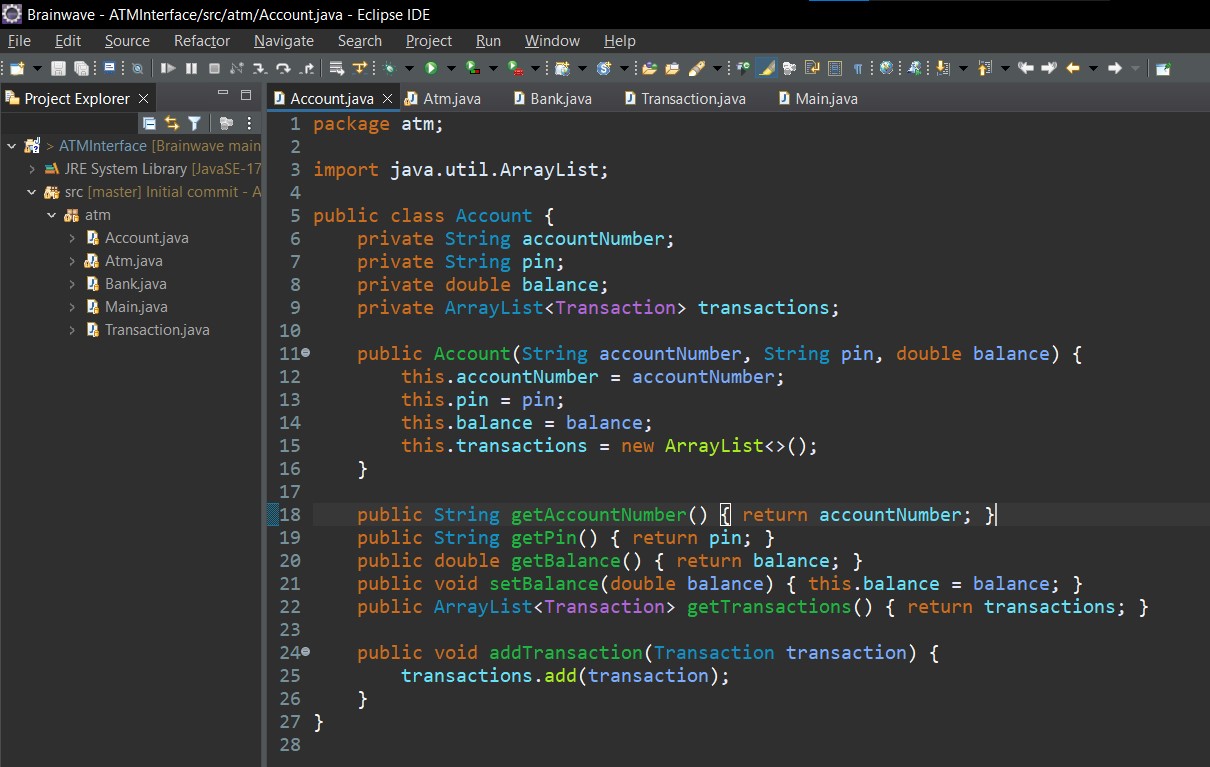 Brainwave - ATMInterface/src/atm/Account.java - Eclipse IDE
File Edit Source Refactor Navigate Search Project Run Window Help
Project Explorer
Account.java Atm.java Bank.java Transaction.java Main.java
> ATMInterface [Brainwave main
JRE System Library [JavaSE-17
src [master] Initial commit - A
atm
Account.java
Atm.java
Bank.java
Main.java
Transaction.java
1 package atm;
2
3 import java.util.ArrayList;
4
5 public class Account {
6     private String accountNumber;
7     private String pin;
8     private double balance;
9     private ArrayList<Transaction> transactions;
10
11     public Account(String accountNumber, String pin, double balance) {
12         this.accountNumber = accountNumber;
13         this.pin = pin;
14         this.balance = balance;
15         this.transactions = new ArrayList<>();
16     }
17
18     public String getAccountNumber() { return accountNumber; }
19     public String getPin() { return pin; }
20     public double getBalance() { return balance; }
21     public void setBalance(double balance) { this.balance = balance; }
22     public ArrayList<Transaction> getTransactions() { return transactions; }
23
24     public void addTransaction(Transaction transaction) {
25         transactions.add(transaction);
26     }
27 }
28